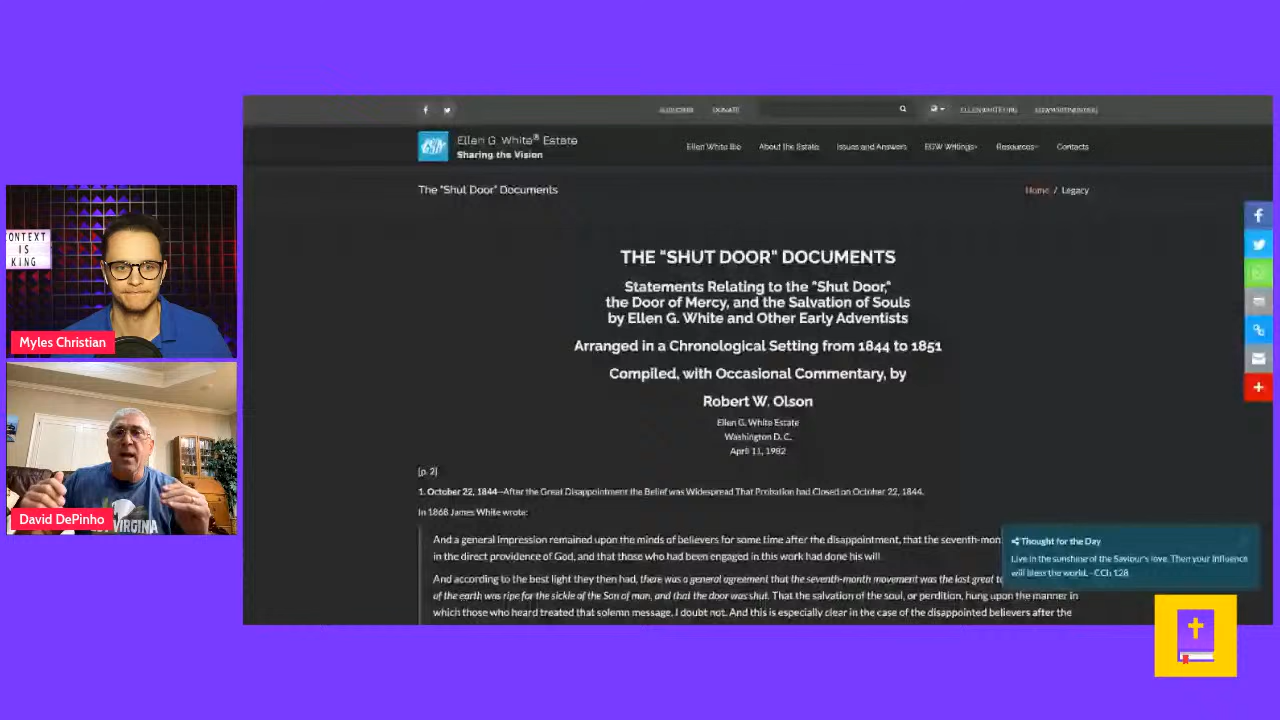 ONTEXT
IS
KING
Myles Christian
VIRGINA
David DePinho
DONATE
Ellen G. White® Estate
Sharing the Vision
Ellen White Bio
About the Estate
Issues and Answers
EGW Writings
Resources
Contacts
The "Shut Door" Documents
Home / Legacy
THE "SHUT DOOR" DOCUMENTS
Statements Relating to the "Shut Door,"
the Door of Mercy, and the Salvation of Souls
by Ellen G. White and Other Early Adventists
Arranged in a Chronological Setting from 1844 to 1851
Compiled, with Occasional Commentary, by
Robert W. Olson
Ellen G. White Estate
Washington D. C.
April 11, 1982
[p. 2]
1. October 22, 1844—After the Great Disappointment the Belief was Widespread That Probation had Closed on October 22, 1844.
In 1868 James White wrote:
And a general impression remained upon the minds of believers for some time after the disappointment, that the seventh-mon
in the direct providence of God, and that those who had been engaged in this work had done his will
And according to the best light they then had, there was a general agreement that the seventh-month movement was the last great t
of the earth was ripe for the sickle of the Son of man, and that the door was shut. That the salvation of the soul, or perdition, hung upon the manner in
which those who heard treated that solemn message, I doubt not. And this is especially clear in the case of the disappointed believers after the
Thought for the Day
Live in the sunshine of the Saviour's love. Then your influence
will bless the world.